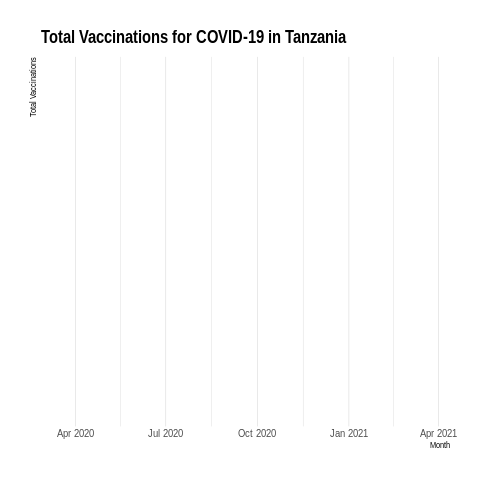 Total Vaccinations for COVID-19 in Tanzania
Total Vaccinations
Apr 2020 Jul 2020 Oct 2020 Jan 2021 Apr 2021
Month